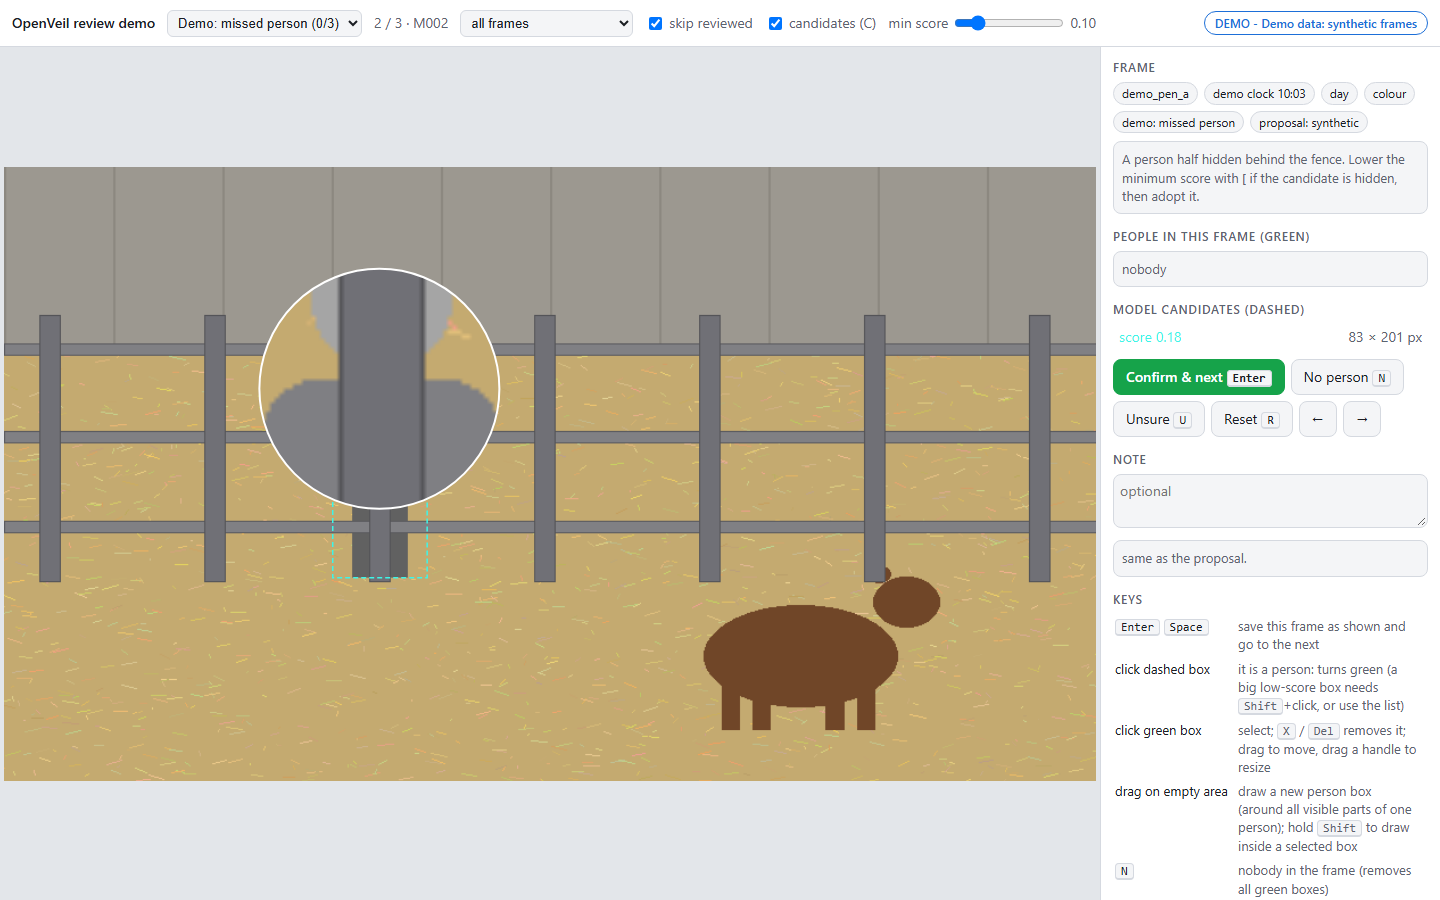 OpenVeil review demo
Demo: missed person (0/3)
2 / 3 · M002
all frames
skip reviewed
candidates (C)
min score
0.10
DEMO - Demo data: synthetic frames
FRAME
demo_pen_a
demo clock 10:03
day
colour
demo: missed person
proposal: synthetic
A person half hidden behind the fence. Lower the
minimum score with [ if the candidate is hidden,
then adopt it.
PEOPLE IN THIS FRAME (GREEN)
nobody
MODEL CANDIDATES (DASHED)
score 0.18
83 × 201 px
Confirm & next Enter
No person N
Unsure U
Reset R
←
→
NOTE
optional
same as the proposal.
KEYS
Enter Space
save this frame as shown and
go to the next
click dashed box
it is a person: turns green (a
big low-score box needs
Shift+click, or use the list)
click green box
select; X / Del removes it;
drag to move, drag a handle to
resize
drag on empty area
draw a new person box
(around all visible parts of one
person); hold Shift to draw
inside a selected box
N
nobody in the frame (removes
all green boxes)